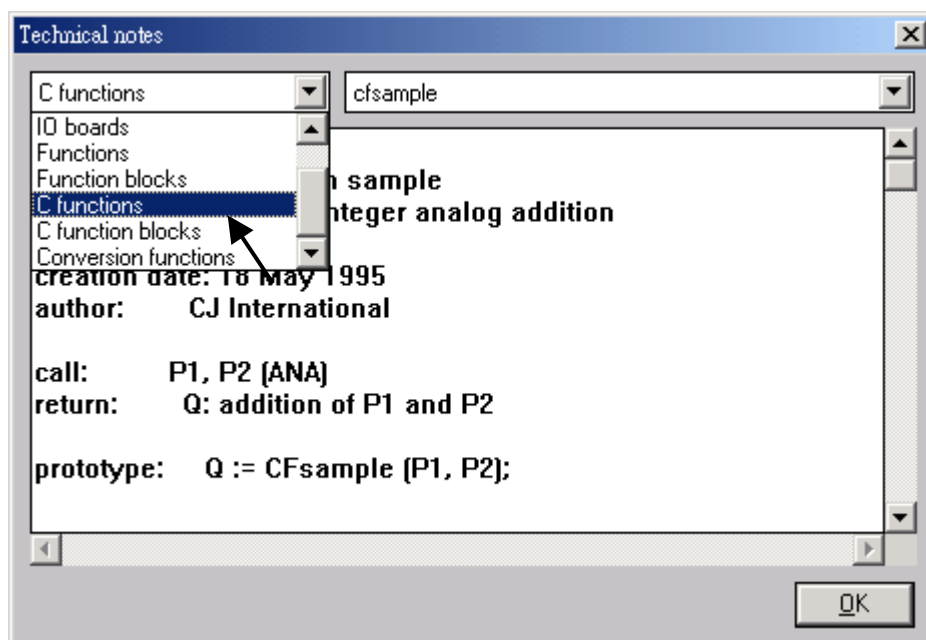 Technical notes
C functions
cfsample
IO boards
Functions
Function blocks
C functions
C function blocks
Conversion functions
sample
integer analog addition
creation date: 18 May 1995
author: CJ International
call: P1, P2 (ANA)
return: Q: addition of P1 and P2
prototype: Q := CFsample (P1, P2);
OK